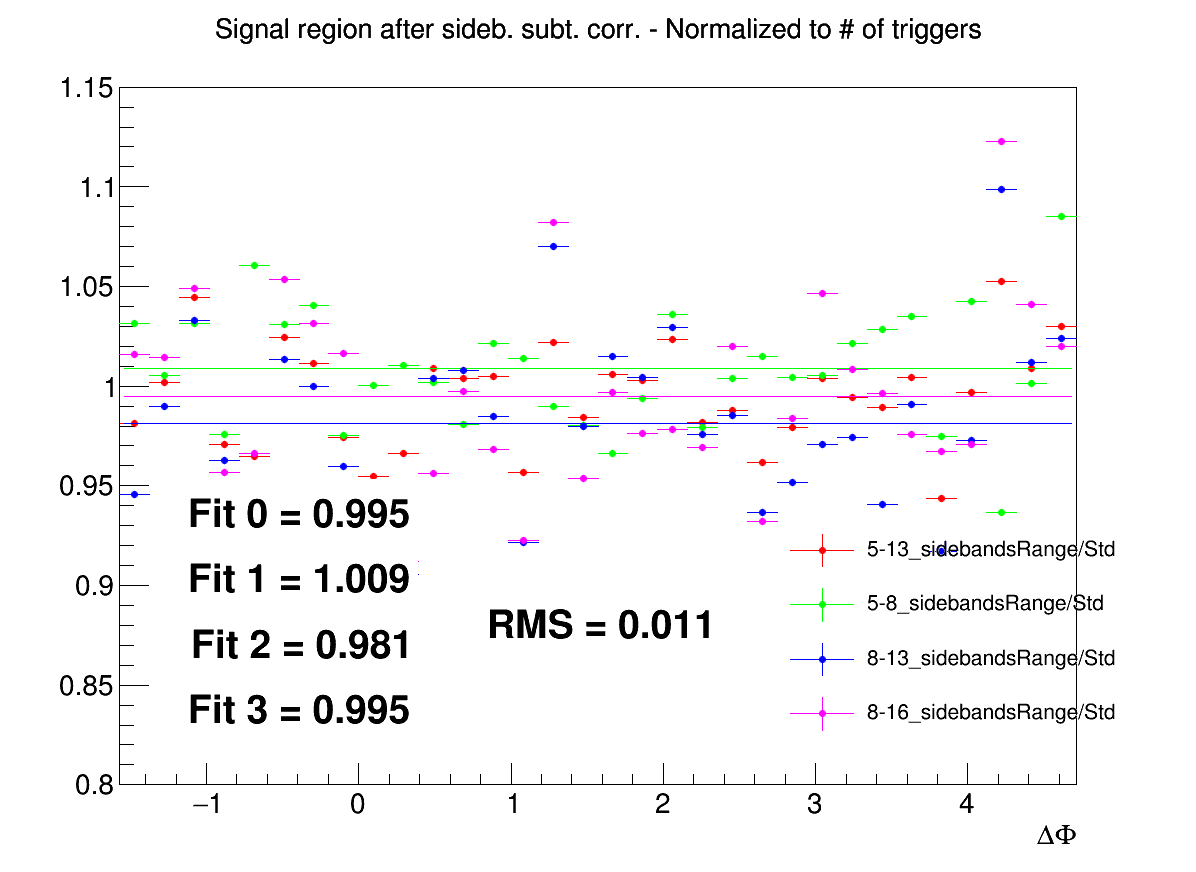 Signal region after sideb. subt. corr. - Normalized to # of triggers
1.15
1.1
1.05
1
0.95
0.9
0.85
0.8
Fit 0 = 0.995
Fit 1 = 1.009
Fit 2 = 0.981
Fit 3 = 0.995
RMS = 0.011
5-13_sidebandsRange/Std
5-8_sidebandsRange/Std
8-13_sidebandsRange/Std
8-16_sidebandsRange/Std
−1 0 1 2 3 4
ΔΦ